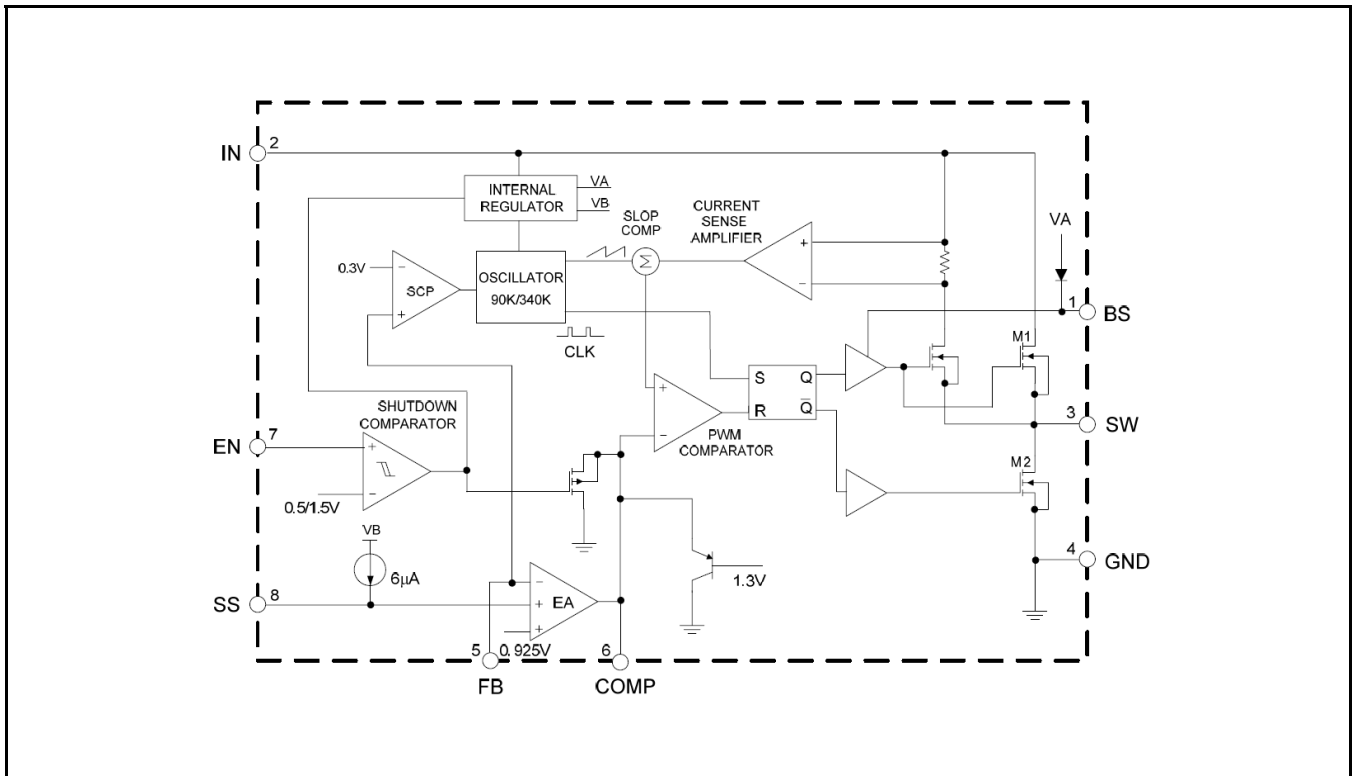 IN
2
INTERNAL
REGULATOR
VA
VB
SLOP
COMP
Σ
CURRENT
SENSE
AMPLIFIER
+
−
VA
0.3V
−
SCP
+
OSCILLATOR
90K/340K
CLK
1
BS
M1
S Q
R Q̅
+
−
PWM
COMPARATOR
SHUTDOWN
COMPARATOR
EN
7
+
−
0.5/1.5V
3
SW
M2
VB
6µA
1.3V
4
GND
SS
8
−
+
+
EA
0.925V
5
FB
6
COMP